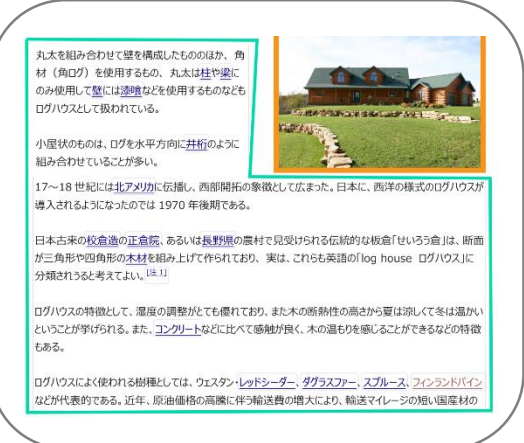 丸太を組み合わせて壁を構成したもののほか、角
材（角ログ）を使用するもの、丸太は柱や梁に
のみ使用して壁には漆喰などを使用するものなども
ログハウスとして扱われている。
小屋状のものは、ログを水平方向に井桁のように
組み合わせていることが多い。
17～18 世紀には北アメリカに伝播し、西部開拓の象徴として広まった。日本に、西洋の様式のログハウスが
導入されるようになったのでは 1970 年後期である。
日本古来の校倉造の正倉院、あるいは長野県の農村で見受けられる伝統的な板倉「せいろう倉」は、断面
が三角形や四角形の木材を組み上げて作られており、 実は、これらも英語の「log house ログハウス」に
分類されうると考えてよい。[注 1]
ログハウスの特徴として、湿度の調整がとても優れており、また木の断熱性の高さから夏は涼しくて冬は温かい
ということが挙げられる。また、コンクリートなどに比べて感触が良く、木の温もりを感じることができるなどの特徴
もある。
ログハウスによく使われる樹種としては、ウェスタン・レッドシーダー、ダグラスファー、スプルース、フィンランドパイン
などが代表的である。近年、原油価格の高騰に伴う輸送費の増大により、輸送マイレージの短い国産材の